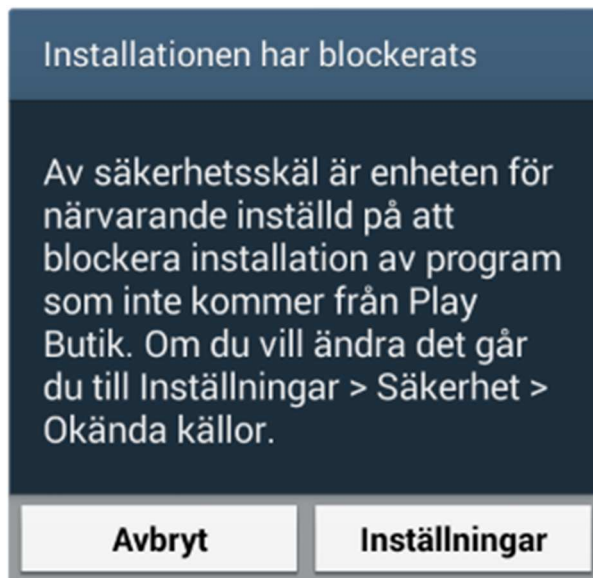 Installationen har blockerats
Av säkerhetsskäl är enheten för
närvarande inställd på att
blockera installation av program
som inte kommer från Play
Butik. Om du vill ändra det går
du till Inställningar > Säkerhet >
Okända källor.
Avbryt
Inställningar